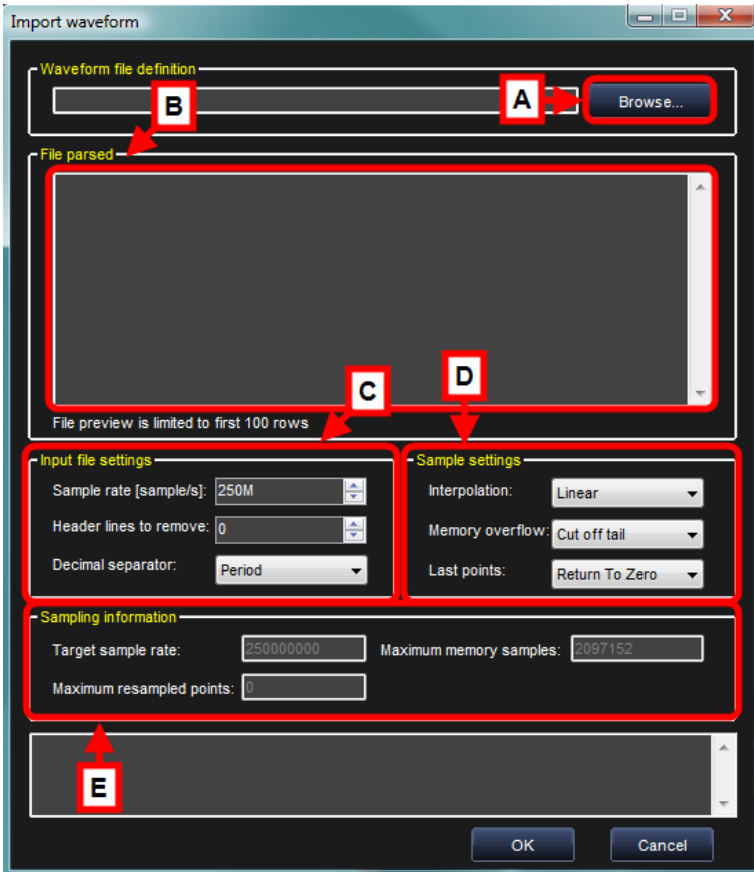 Import waveform
Waveform file definition
B
A
Browse...
File parsed
C
D
File preview is limited to first 100 rows
Input file settings
Sample rate [sample/s]: 250M
Header lines to remove: 0
Decimal separator: Period
Sample settings
Interpolation: Linear
Memory overflow: Cut off tail
Last points: Return To Zero
Sampling information
Target sample rate: 250000000 Maximum memory samples: 2097152
Maximum resampled points: 0
E
OK Cancel